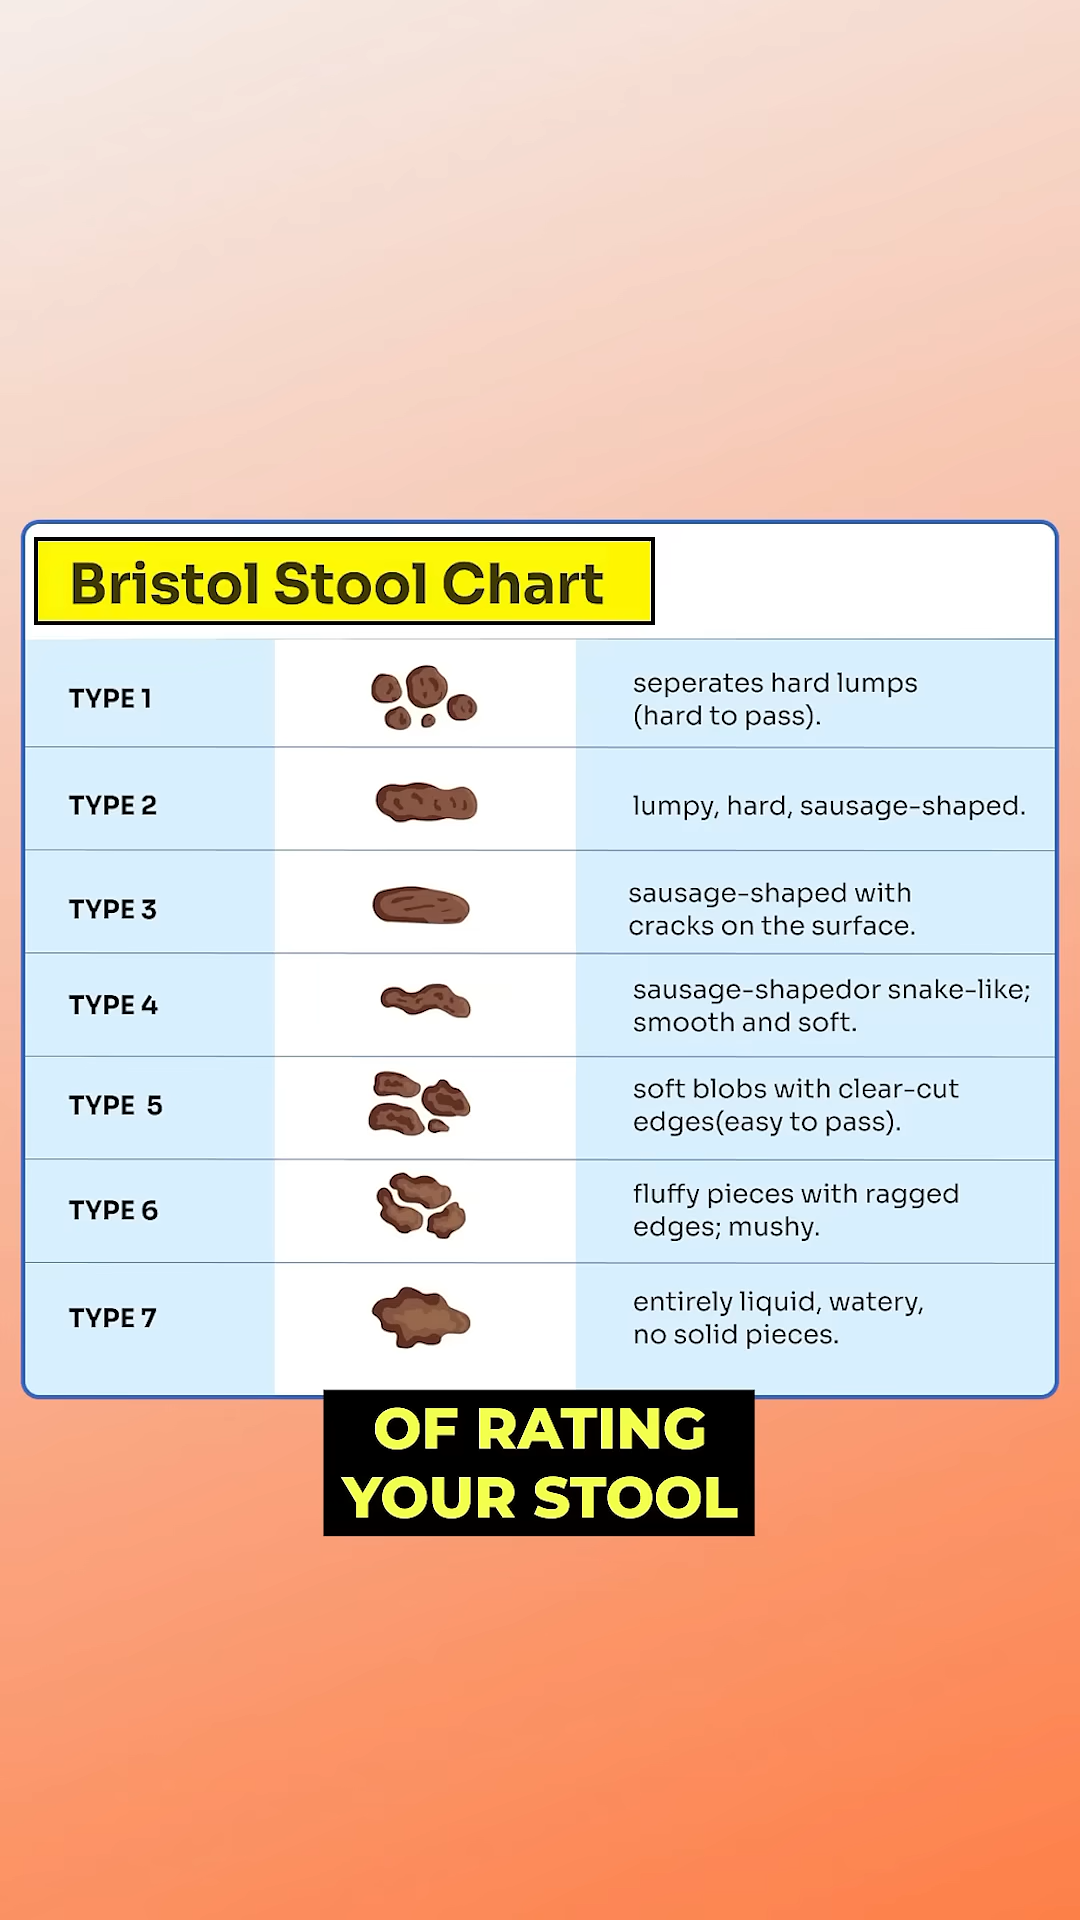 Bristol Stool Chart
TYPE 1
seperates hard lumps
(hard to pass).
TYPE 2
lumpy, hard, sausage-shaped.
TYPE 3
sausage-shaped with
cracks on the surface.
TYPE 4
sausage-shapedor snake-like;
smooth and soft.
TYPE 5
soft blobs with clear-cut
edges(easy to pass).
TYPE 6
fluffy pieces with ragged
edges; mushy.
TYPE 7
entirely liquid, watery,
no solid pieces.
OF RATING
YOUR STOOL